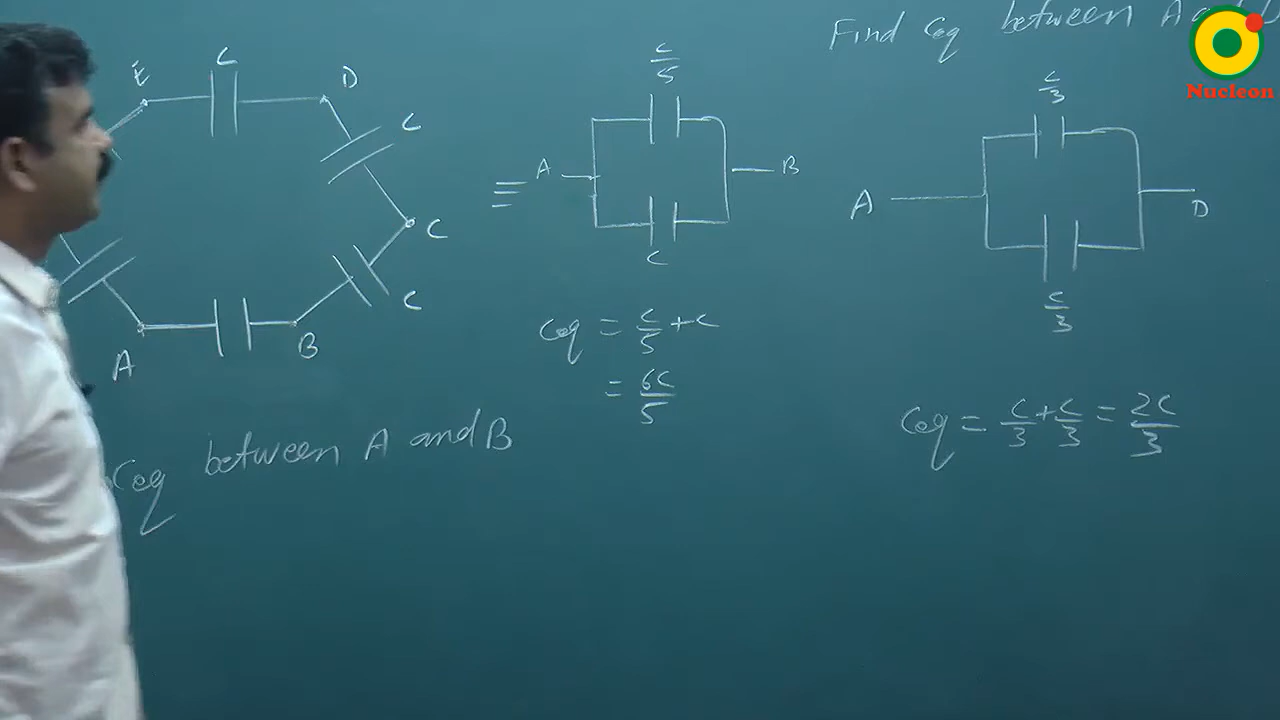 Find Ceq between A and D
Nucleon
E
C
D
C
C
C
A
B
Ceq between A and B
C/5
A
B
C
Ceq = C/5 + C
= 6C/5
C/3
A
D
C/3
Ceq = C/3 + C/3 = 2C/3